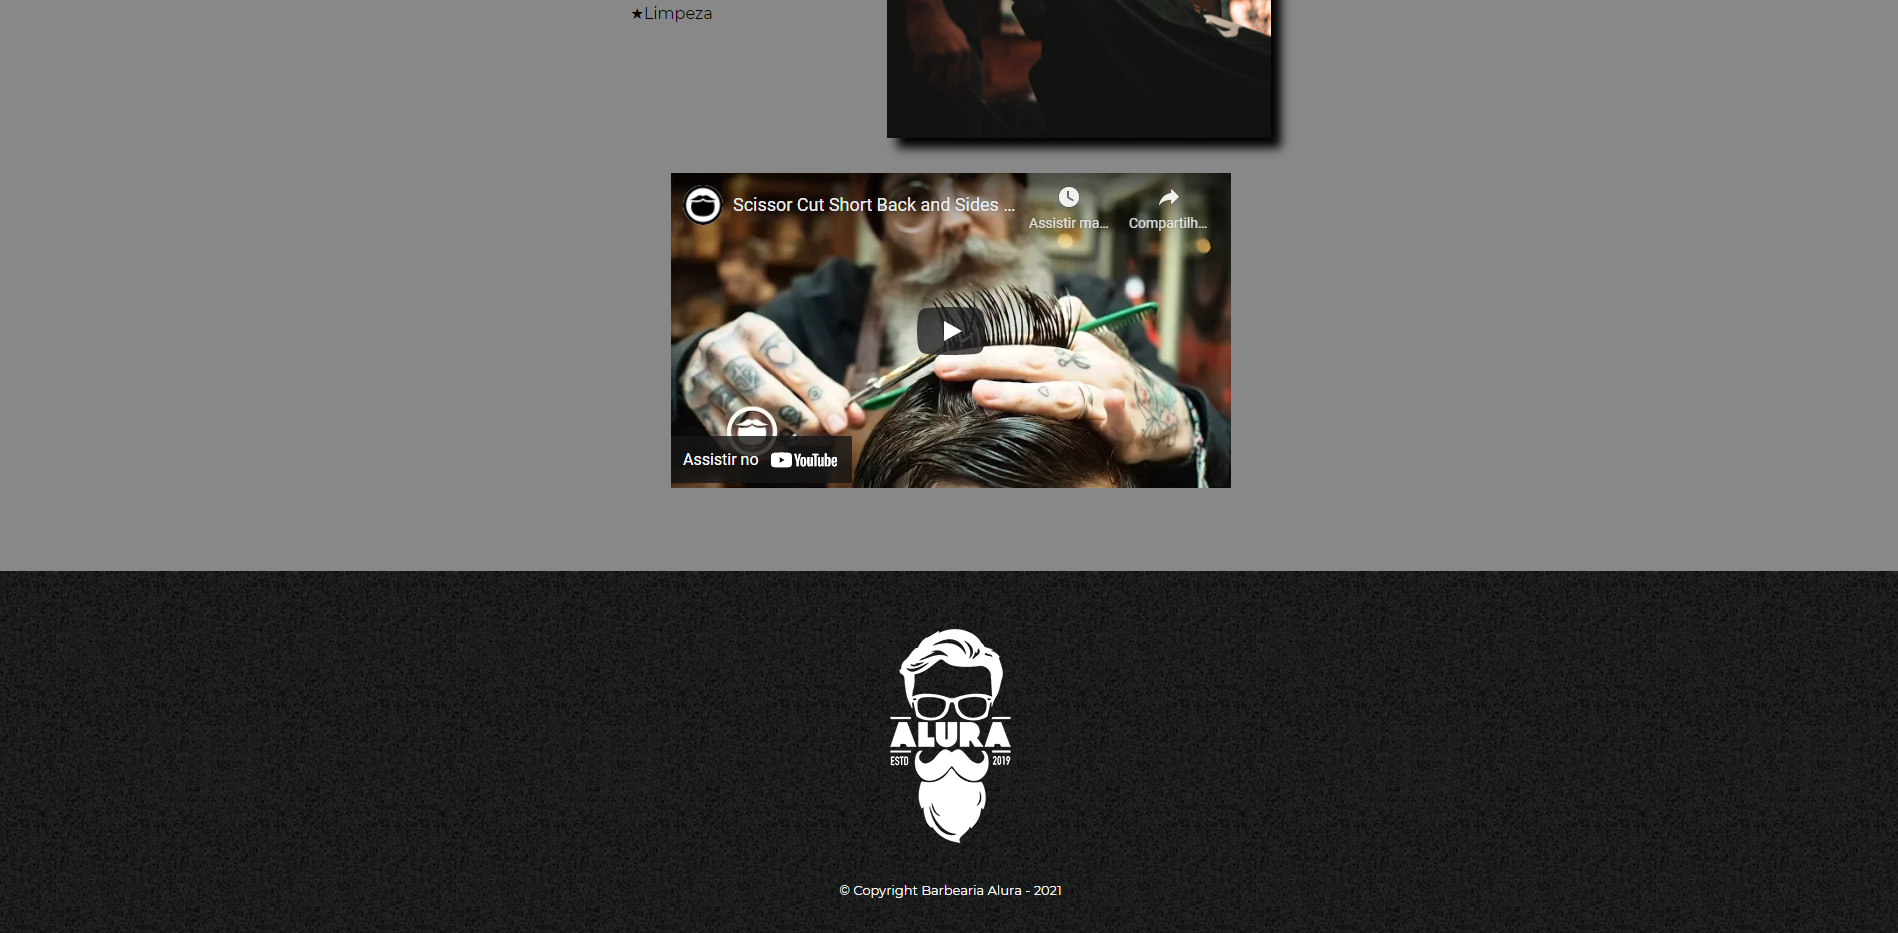 ★Limpeza
Scissor Cut Short Back and Sides ...
Assistir ma...
Compartilh...
Assistir no YouTube
ALURA
ESTD 2019
© Copyright Barbearia Alura - 2021